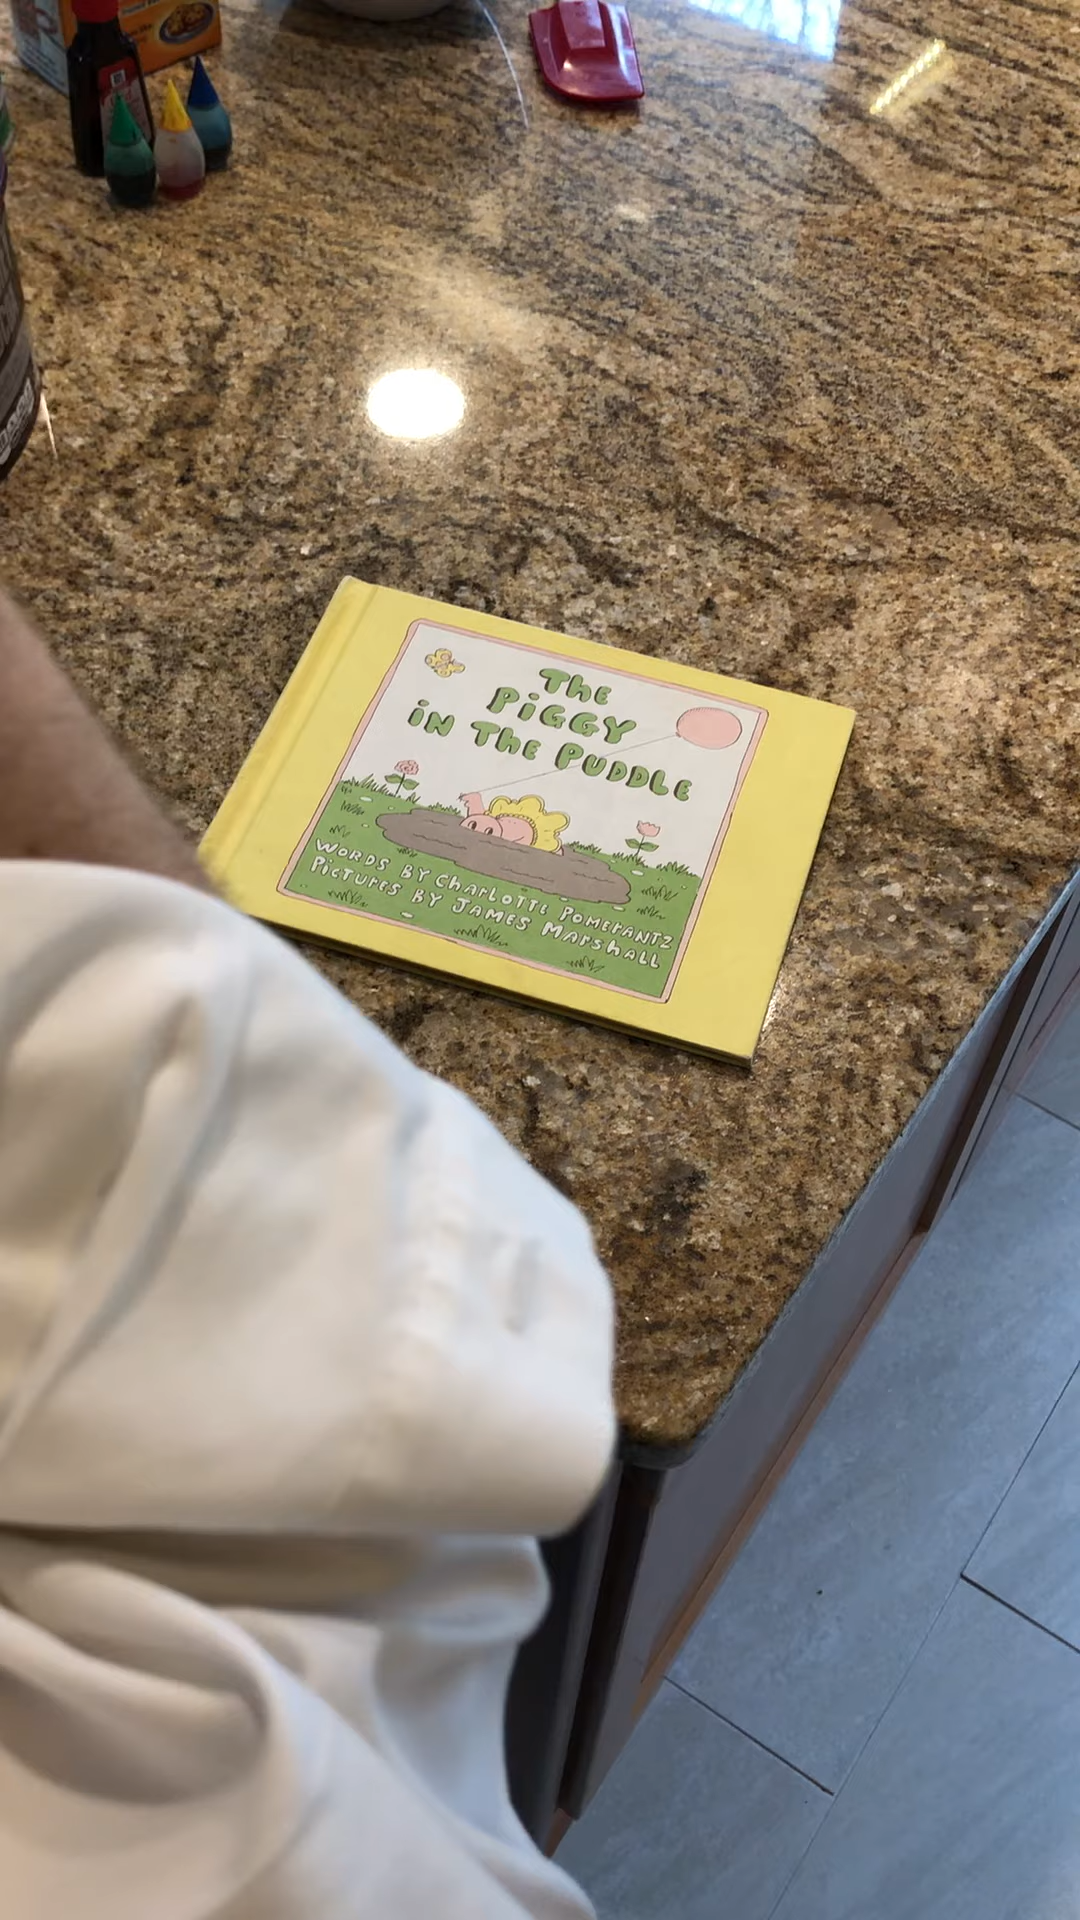 The
PiGGY
iN The PUDDLE
WORDS BY CharLOTTE POMERANTZ
PicTURES BY JAMES MarshaLL